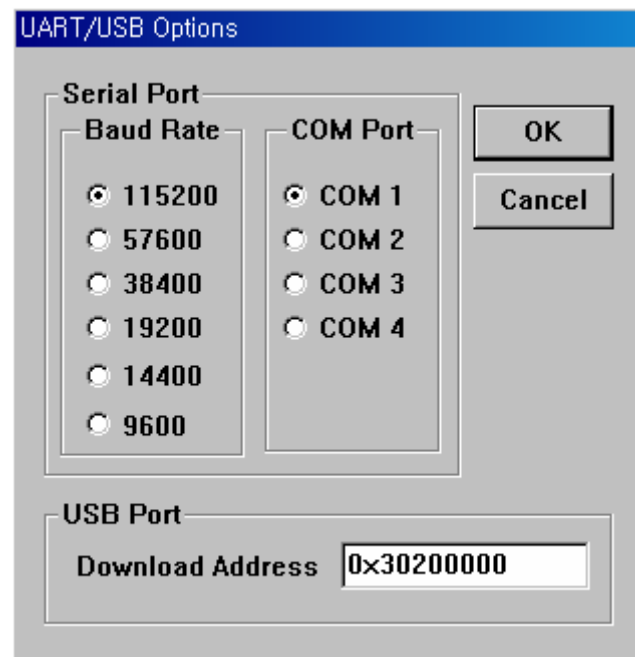 UART/USB Options
Serial Port
Baud Rate
115200
57600
38400
19200
14400
9600
COM Port
COM 1
COM 2
COM 3
COM 4
OK
Cancel
USB Port
Download Address 0x30200000